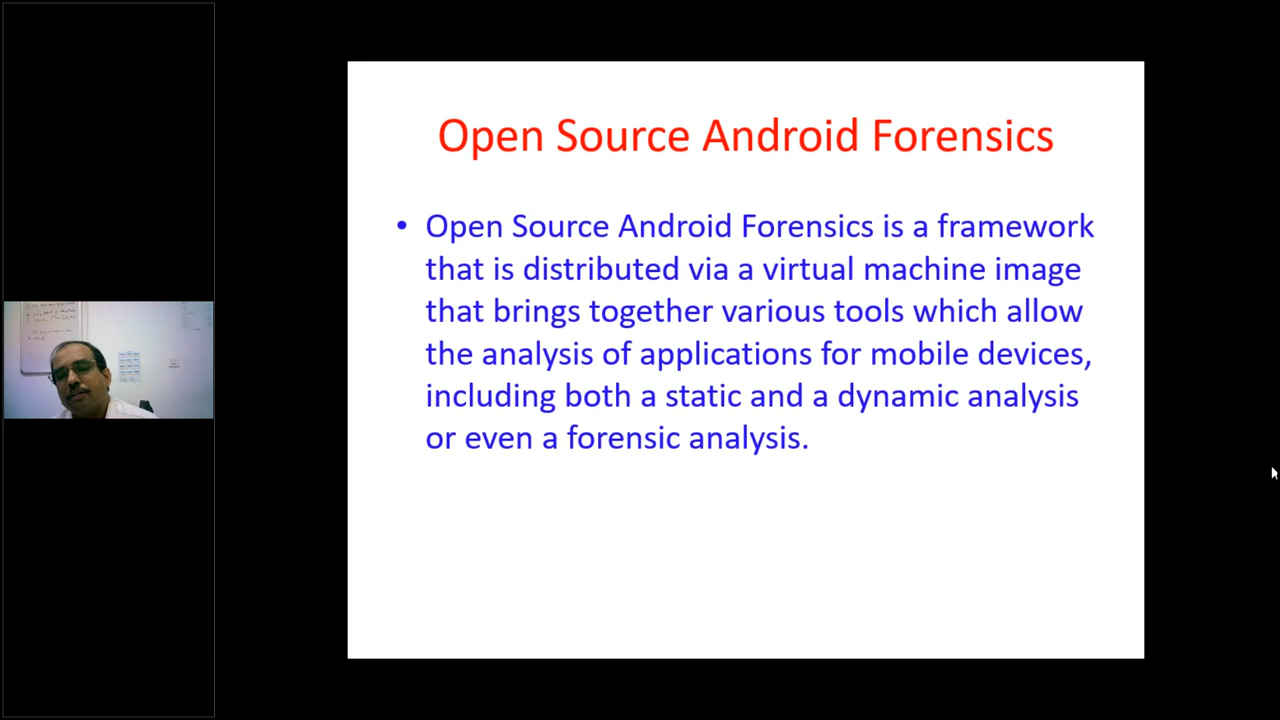 Open Source Android Forensics
• Open Source Android Forensics is a framework
that is distributed via a virtual machine image
that brings together various tools which allow
the analysis of applications for mobile devices,
including both a static and a dynamic analysis
or even a forensic analysis.